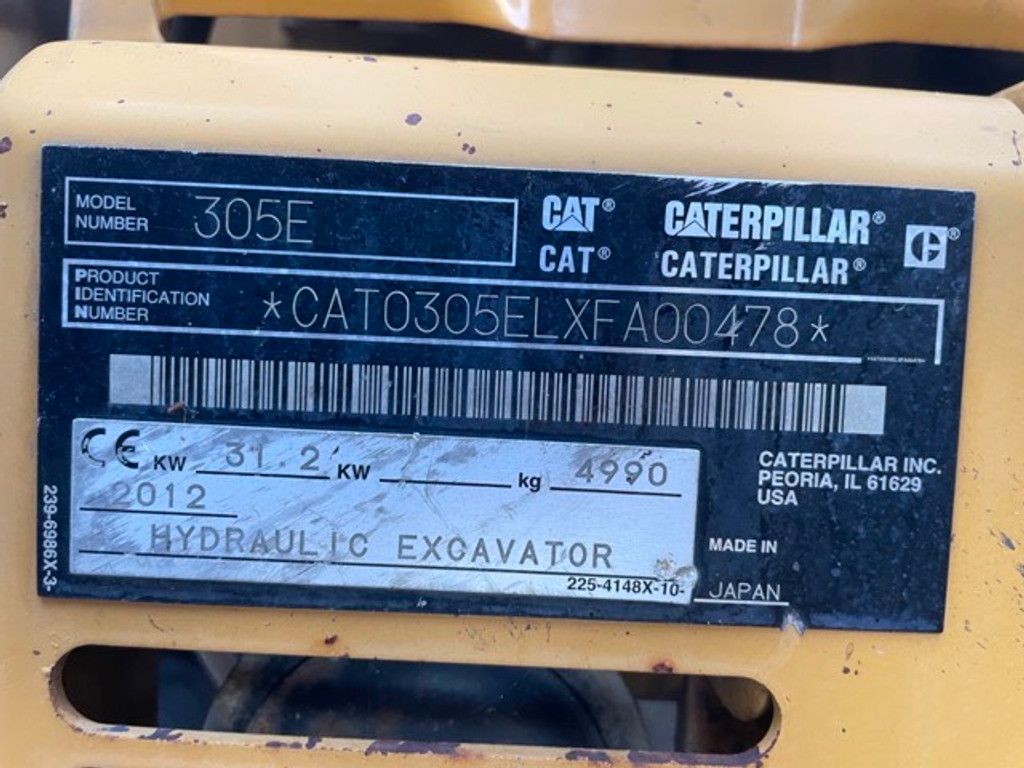 MODEL
NUMBER 305E
CAT® CATERPILLAR®
CAT® CATERPILLAR® ®
PRODUCT
IDENTIFICATION
NUMBER *CAT0305ELXFA00478*
CE KW 31.2 KW kg 4990
2012
HYDRAULIC EXCAVATOR
225-4148X-10-
239-6986X-3-
CATERPILLAR INC.
PEORIA, IL 61629
USA
MADE IN
JAPAN